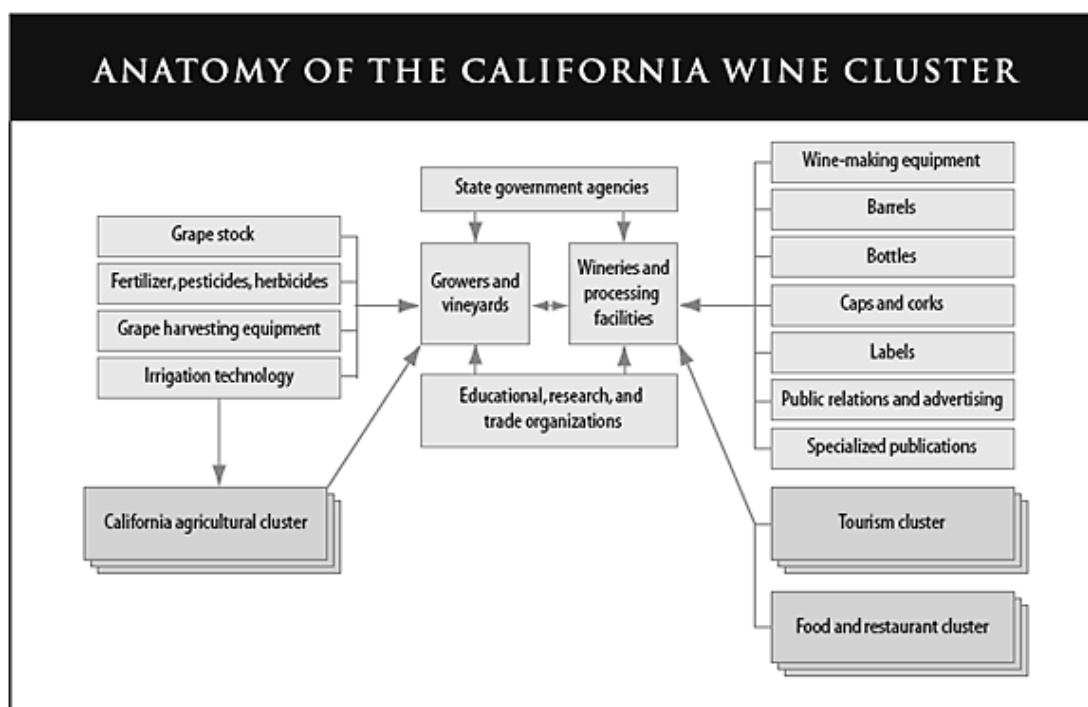 ANATOMY OF THE CALIFORNIA WINE CLUSTER
State government agencies
Grape stock
Fertilizer, pesticides, herbicides
Grape harvesting equipment
Irrigation technology
Growers and
vineyards
Wineries and
processing
facilities
Educational, research, and
trade organizations
California agricultural cluster
Wine-making equipment
Barrels
Bottles
Caps and corks
Labels
Public relations and advertising
Specialized publications
Tourism cluster
Food and restaurant cluster